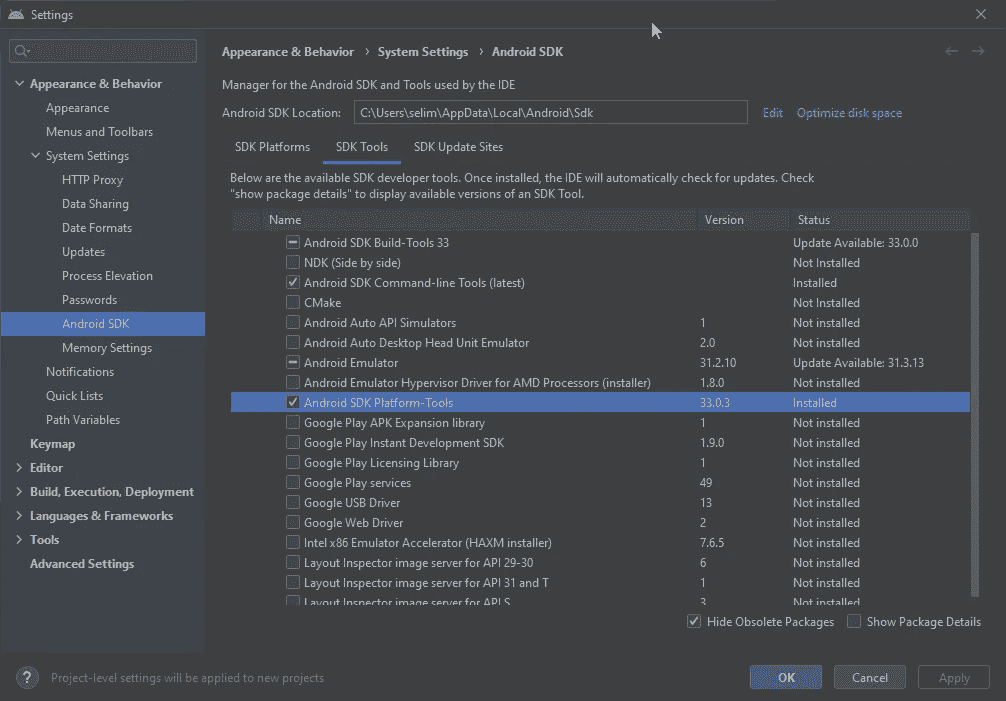 Settings
Appearance & Behavior
Appearance
Menus and Toolbars
System Settings
HTTP Proxy
Data Sharing
Date Formats
Updates
Process Elevation
Passwords
Android SDK
Memory Settings
Notifications
Quick Lists
Path Variables
Keymap
Editor
Build, Execution, Deployment
Languages & Frameworks
Tools
Advanced Settings
Appearance & Behavior › System Settings › Android SDK
Manager for the Android SDK and Tools used by the IDE
Android SDK Location: C:\Users\selim\AppData\Local\Android\Sdk Edit Optimize disk space
SDK Platforms SDK Tools SDK Update Sites
Below are the available SDK developer tools. Once installed, the IDE will automatically check for updates. Check
"show package details" to display available versions of an SDK Tool.
Name Version Status
Android SDK Build-Tools 33 Update Available: 33.0.0
NDK (Side by side) Not Installed
Android SDK Command-line Tools (latest) Installed
CMake Not Installed
Android Auto API Simulators 1 Not installed
Android Auto Desktop Head Unit Emulator 2.0 Not installed
Android Emulator 31.2.10 Update Available: 31.3.13
Android Emulator Hypervisor Driver for AMD Processors (installer) 1.8.0 Not installed
Android SDK Platform-Tools 33.0.3 Installed
Google Play APK Expansion library 1 Not installed
Google Play Instant Development SDK 1.9.0 Not installed
Google Play Licensing Library 1 Not installed
Google Play services 49 Not installed
Google USB Driver 13 Not installed
Google Web Driver 2 Not installed
Intel x86 Emulator Accelerator (HAXM installer) 7.6.5 Not installed
Layout Inspector image server for API 29-30 6 Not installed
Layout Inspector image server for API 31 and T 1 Not installed
Layout Inspector image server for API S 3 Not installed
Hide Obsolete Packages Show Package Details
? Project-level settings will be applied to new projects
OK Cancel Apply